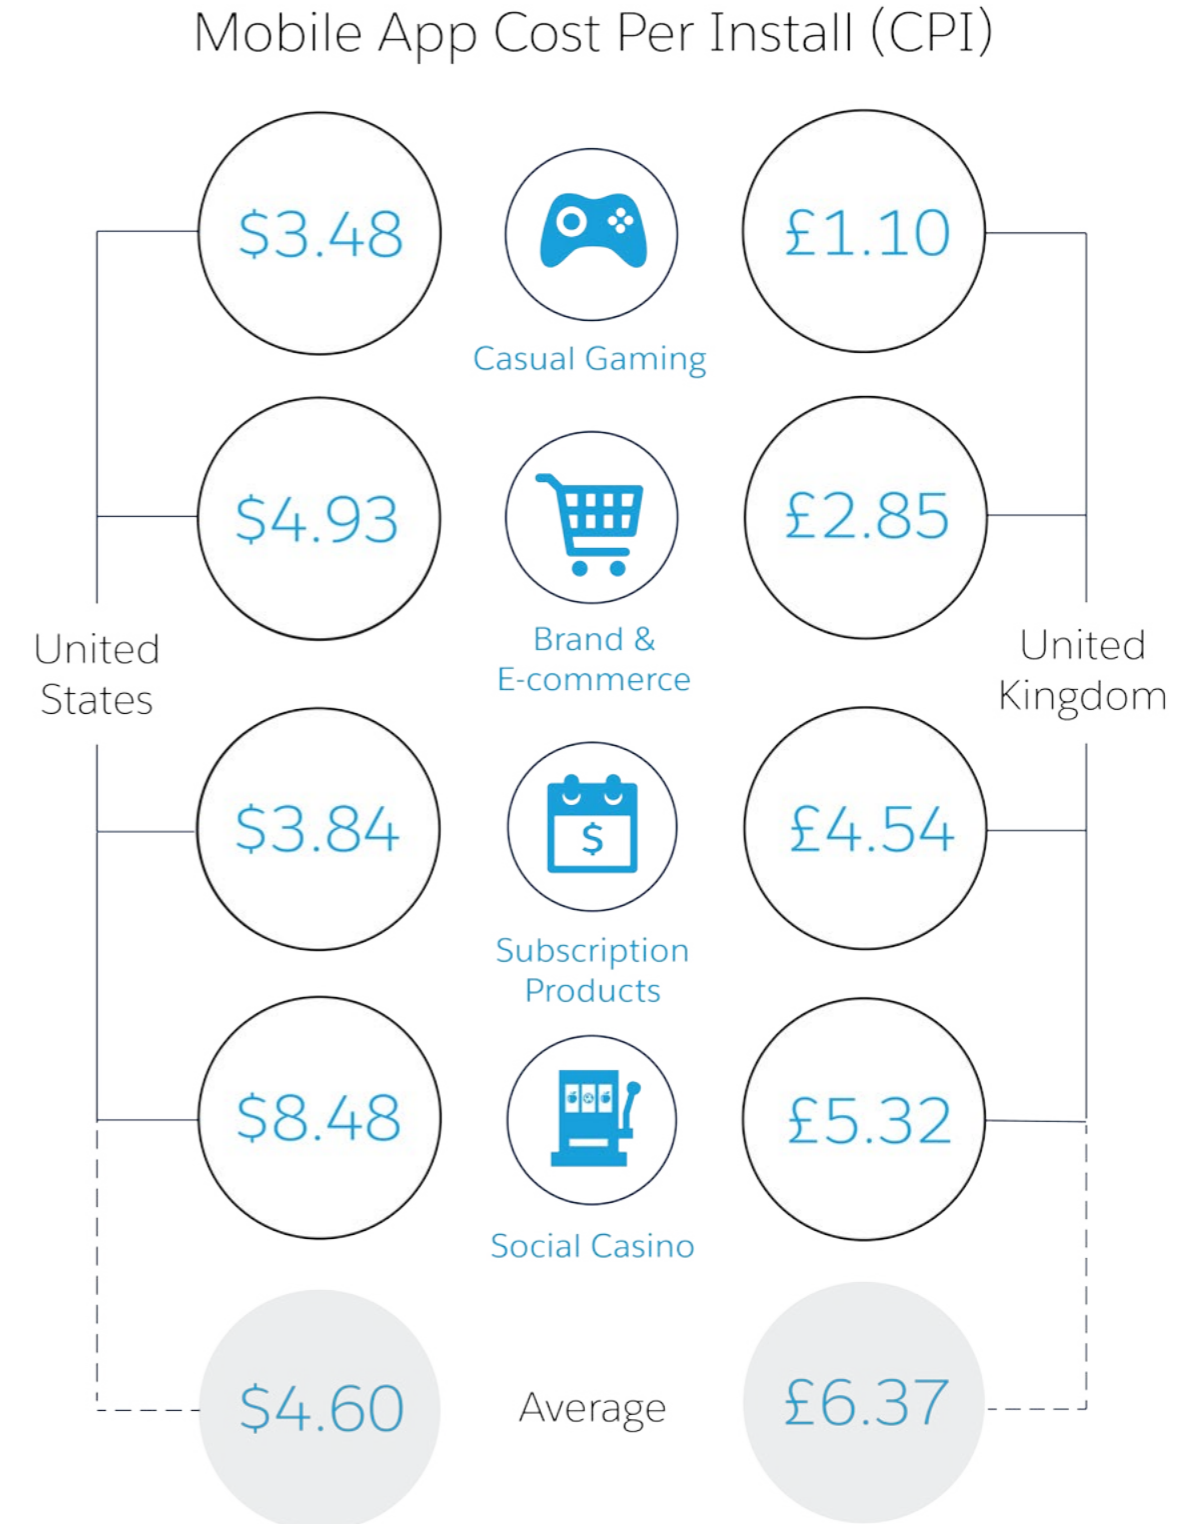 Mobile App Cost Per Install (CPI)
$3.48
£1.10
Casual Gaming
$4.93
£2.85
Brand &
E-commerce
United
States
United
Kingdom
$3.84
$
£4.54
Subscription
Products
$8.48
£5.32
Social Casino
$4.60
Average
£6.37